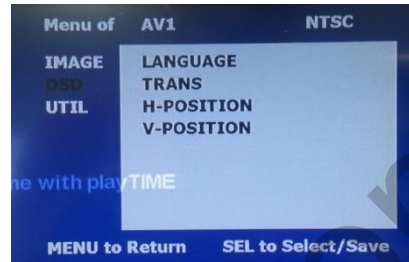 Menu of AV1 NTSC
IMAGE LANGUAGE
OSD TRANS
UTIL H-POSITION
V-POSITION
ne with playTIME
MENU to Return SEL to Select/Save